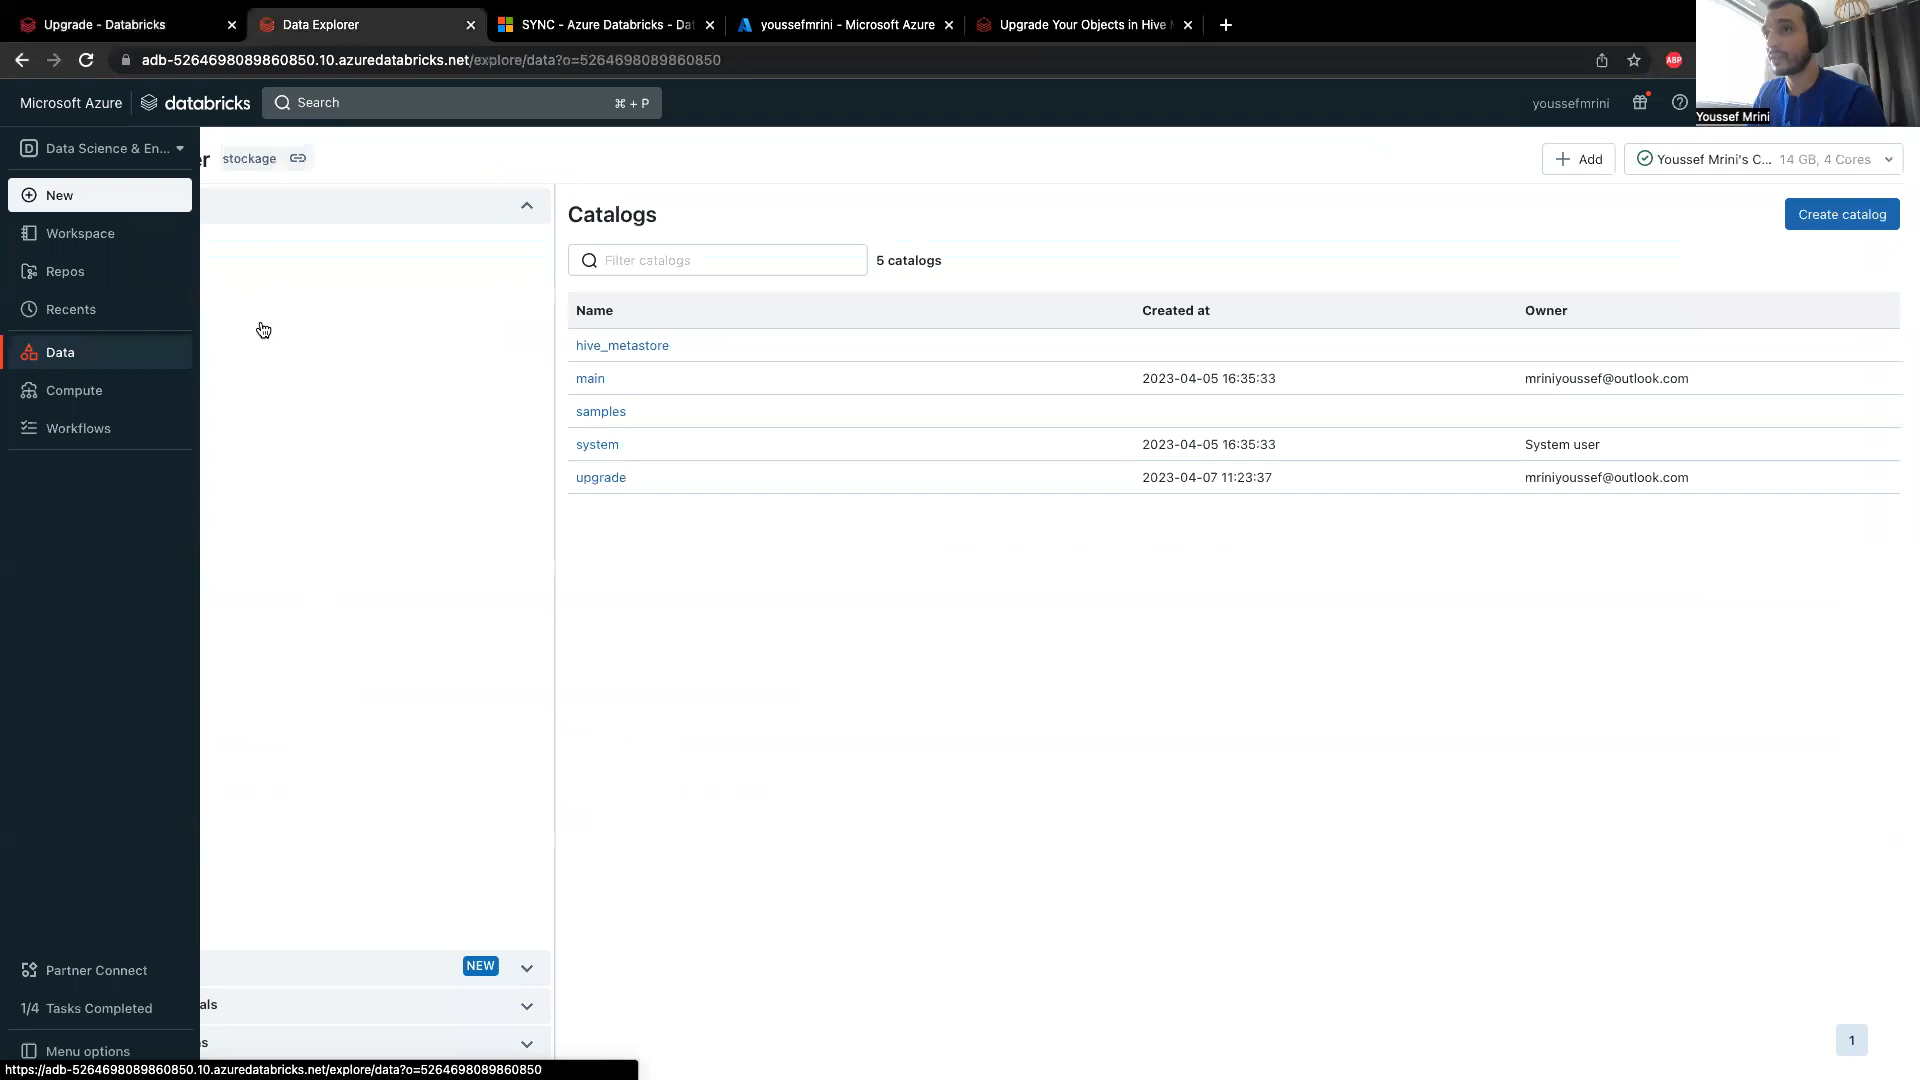 Upgrade - Databricks
Data Explorer
SYNC - Azure Databricks - Dat
youssefmrini - Microsoft Azure
Upgrade Your Objects in Hive
adb-5264698089860850.10.azuredatabricks.net/explore/data?o=5264698089860850
ABP
Microsoft Azure
databricks
Search
⌘ + P
youssefmrini
Youssef Mrini
Data Science & En...
er
stockage
Add
Youssef Mrini's C... 14 GB, 4 Cores
New
Workspace
Repos
Recents
Data
Compute
Workflows
Catalogs
Create catalog
Filter catalogs
5 catalogs
Name Created at Owner
hive_metastore
main 2023-04-05 16:35:33 mriniyoussef@outlook.com
samples
system 2023-04-05 16:35:33 System user
upgrade 2023-04-07 11:23:37 mriniyoussef@outlook.com
NEW
Partner Connect
als
1/4 Tasks Completed
Menu options
1
https://adb-5264698089860850.10.azuredatabricks.net/explore/data?o=5264698089860850